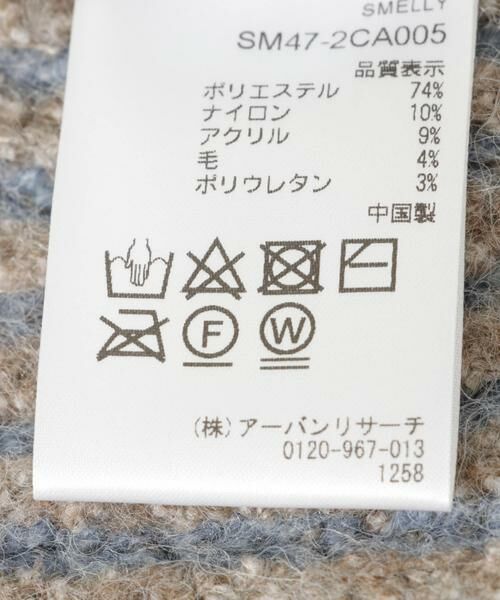 SMELLY
SM47-2CA005
品質表示
ポリエステル 74%
ナイロン 10%
アクリル 9%
毛 4%
ポリウレタン 3%
中国製
F W
(株)アーバンリサーチ
0120-967-013
1258